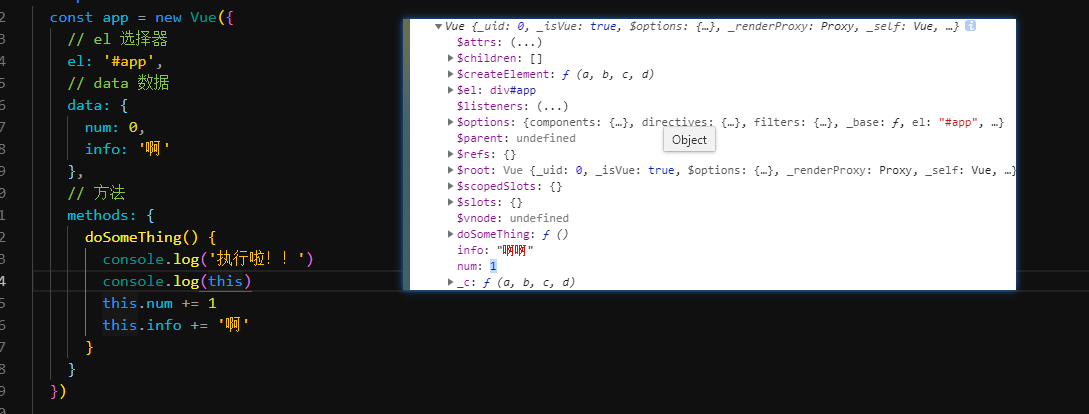 2 const app = new Vue({
3 // el 选择器
4 el: '#app',
5 // data 数据
6 data: {
7 num: 0,
8 info: '啊'
9 },
0 // 方法
1 methods: {
2 doSomeThing() {
3 console.log('执行啦！！')
4 console.log(this)
5 this.num += 1
6 this.info += '啊'
7 }
8 }
9 })
Vue {_uid: 0, _isVue: true, $options: {…}, _renderProxy: Proxy, _self: Vue, …} i
$attrs: (...)
$children: []
$createElement: ƒ (a, b, c, d)
$el: div#app
$listeners: (...)
$options: {components: {…}, directives: {…}, filters: {…}, _base: ƒ, el: "#app", …}
$parent: undefined
Object
$refs: {}
$root: Vue {_uid: 0, _isVue: true, $options: {…}, _renderProxy: Proxy, _self: Vue, …}
$scopedSlots: {}
$slots: {}
$vnode: undefined
doSomeThing: ƒ ()
info: "啊啊"
num: 1
_c: ƒ (a, b, c, d)